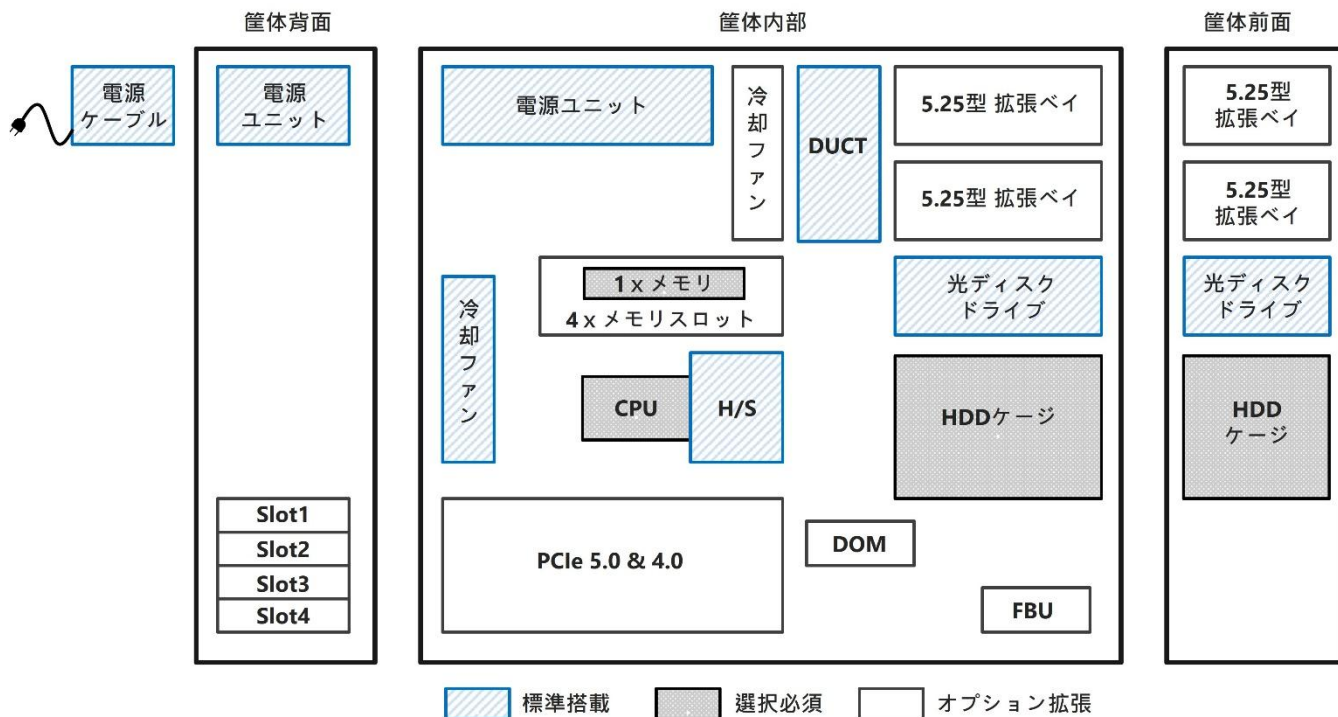 筐体背面
筐体内部
筐体前面
電源
ケーブル
電源
ユニット
電源ユニット
冷却ファン
DUCT
5.25型 拡張ベイ
5.25型 拡張ベイ
5.25型
拡張ベイ
5.25型
拡張ベイ
冷却ファン
1 x メモリ
4 x メモリスロット
光ディスク
ドライブ
光ディスク
ドライブ
CPU
H/S
HDDケージ
HDD
ケージ
Slot1
Slot2
Slot3
Slot4
PCIe 5.0 & 4.0
DOM
FBU
標準搭載
選択必須
オプション拡張